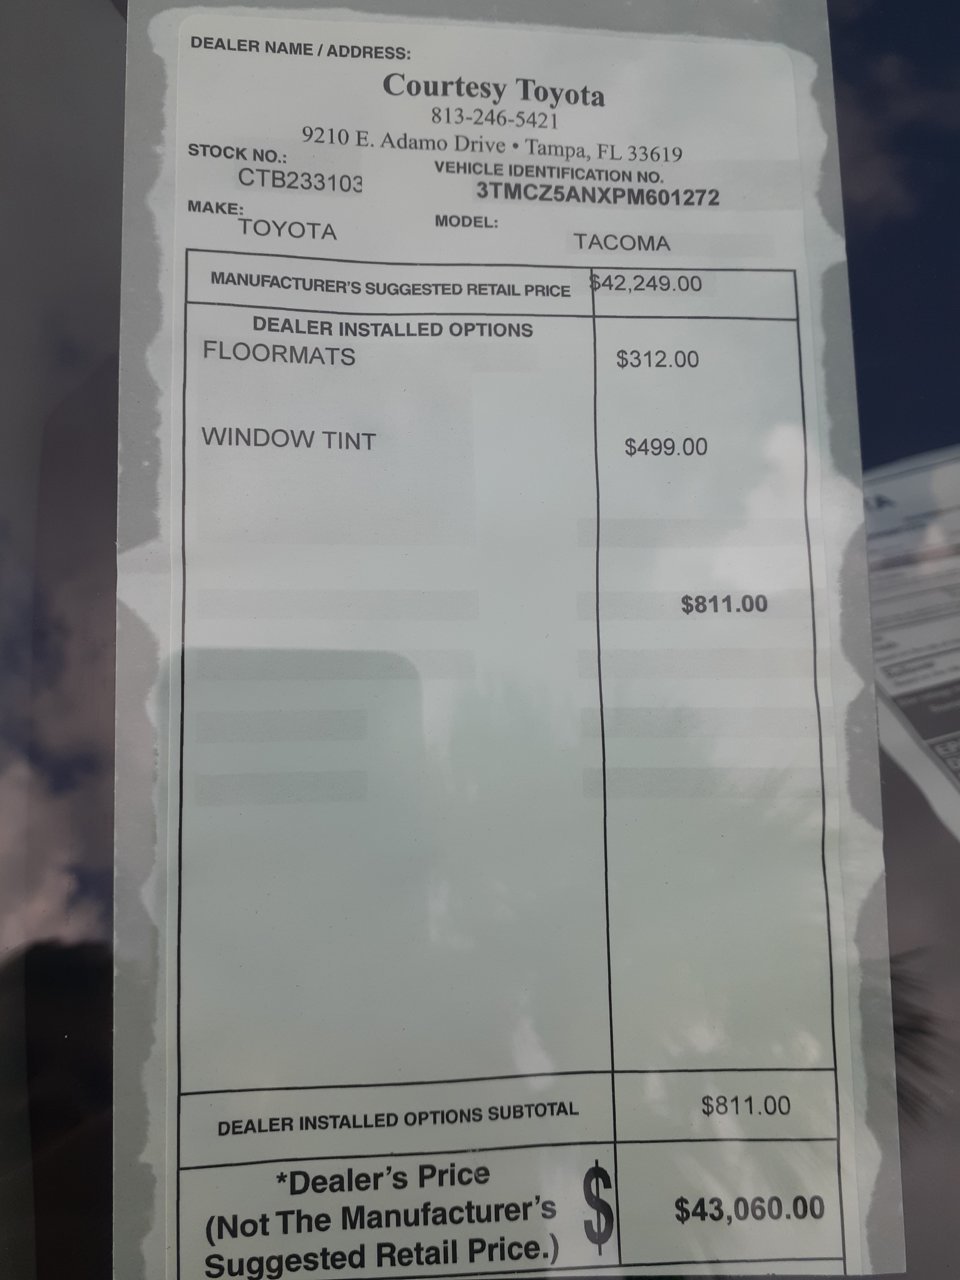 DEALER NAME / ADDRESS:
Courtesy Toyota
813-246-5421
9210 E. Adamo Drive • Tampa, FL 33619
STOCK NO.:
CTB233103
VEHICLE IDENTIFICATION NO.
3TMCZ5ANXPM601272
MAKE:
TOYOTA
MODEL:
TACOMA
MANUFACTURER'S SUGGESTED RETAIL PRICE $42,249.00
DEALER INSTALLED OPTIONS
FLOORMATS $312.00
WINDOW TINT $499.00
$811.00
DEALER INSTALLED OPTIONS SUBTOTAL $811.00
*Dealer's Price
(Not The Manufacturer's $ $43,060.00
Suggested Retail Price.)